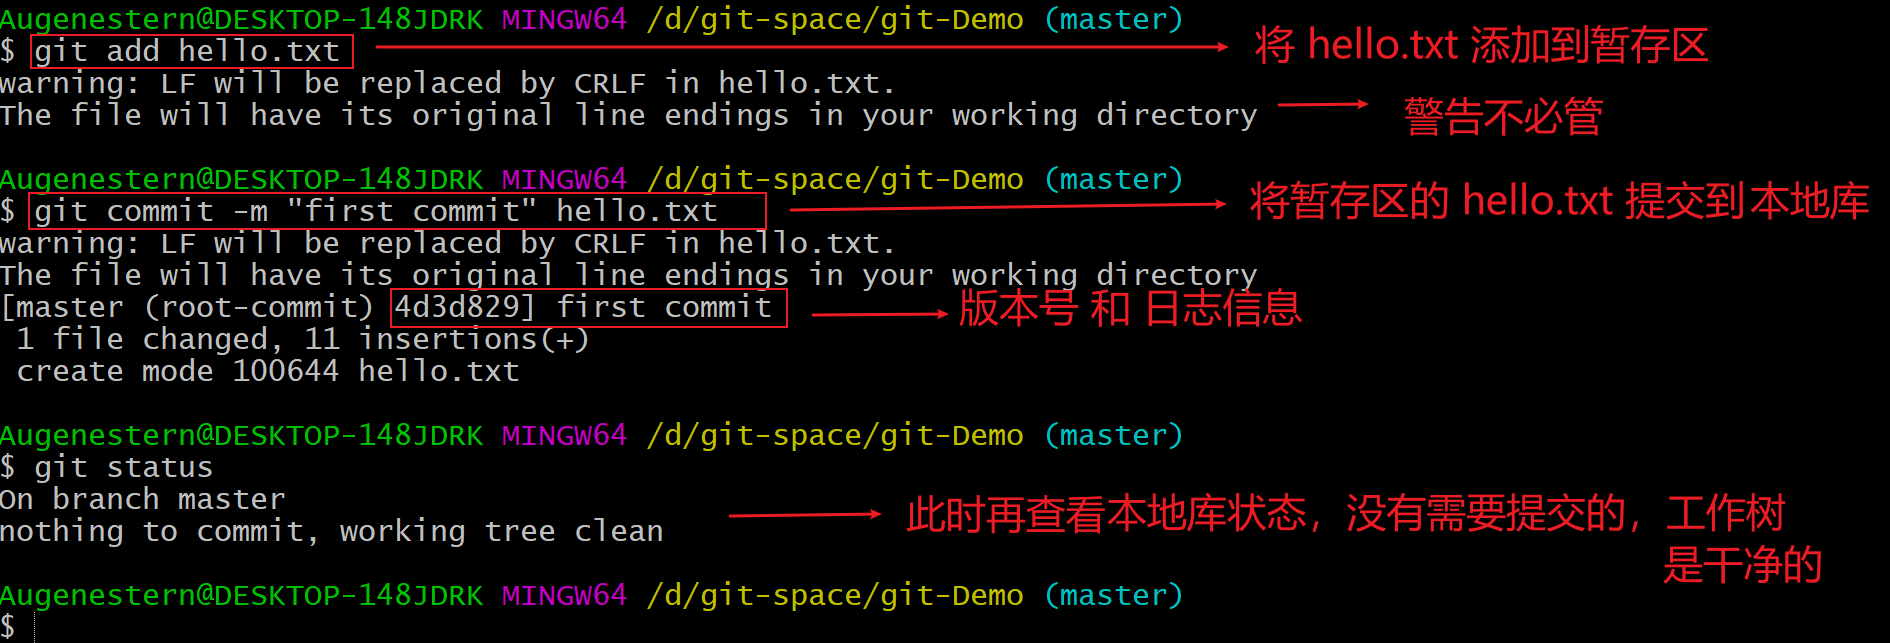 Augenestern@DESKTOP-148JDRK MINGW64 /d/git-space/git-Demo (master)
$ git add hello.txt
将 hello.txt 添加到暂存区
warning: LF will be replaced by CRLF in hello.txt.
The file will have its original line endings in your working directory
警告不必管
Augenestern@DESKTOP-148JDRK MINGW64 /d/git-space/git-Demo (master)
$ git commit -m "first commit" hello.txt
将暂存区的 hello.txt 提交到本地库
warning: LF will be replaced by CRLF in hello.txt.
The file will have its original line endings in your working directory
[master (root-commit) 4d3d829] first commit
版本号 和 日志信息
1 file changed, 11 insertions(+)
create mode 100644 hello.txt
Augenestern@DESKTOP-148JDRK MINGW64 /d/git-space/git-Demo (master)
$ git status
On branch master
nothing to commit, working tree clean
此时再查看本地库状态，没有需要提交的，工作树
是干净的
Augenestern@DESKTOP-148JDRK MINGW64 /d/git-space/git-Demo (master)
$